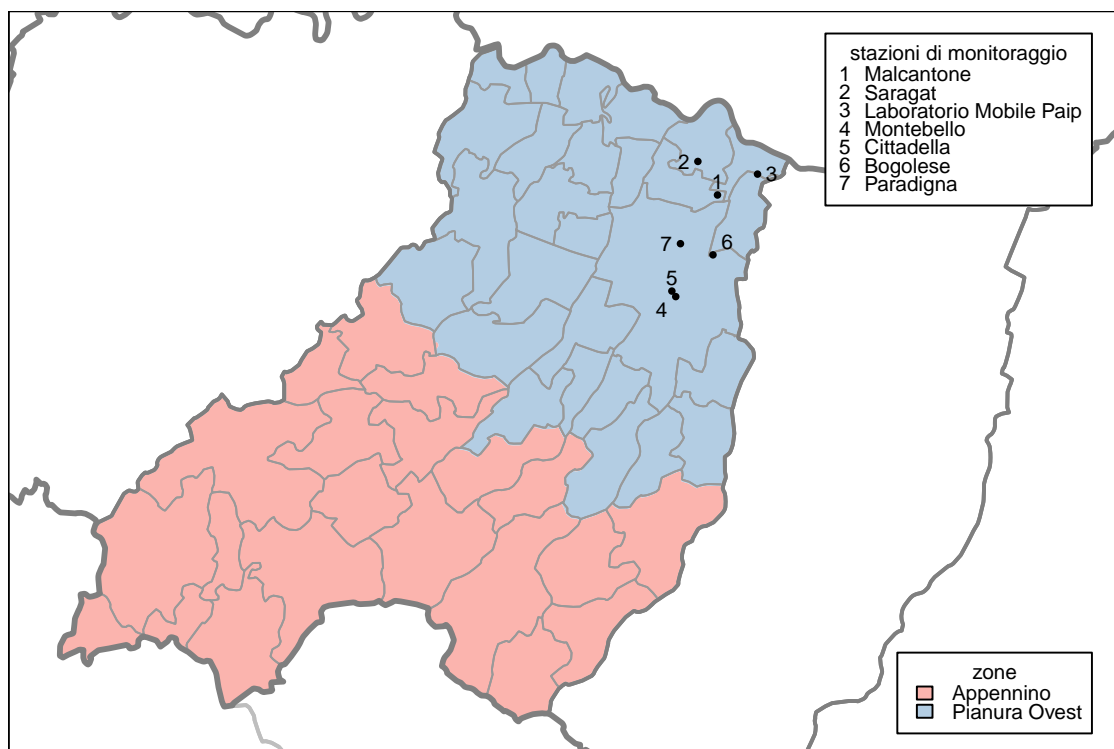 stazioni di monitoraggio
1 Malcantone
2 Saragat
3 Laboratorio Mobile Paip
4 Montebello
5 Cittadella
6 Bogolese
7 Paradigna
2
3
1
7
6
5
4
zone
Appennino
Pianura Ovest